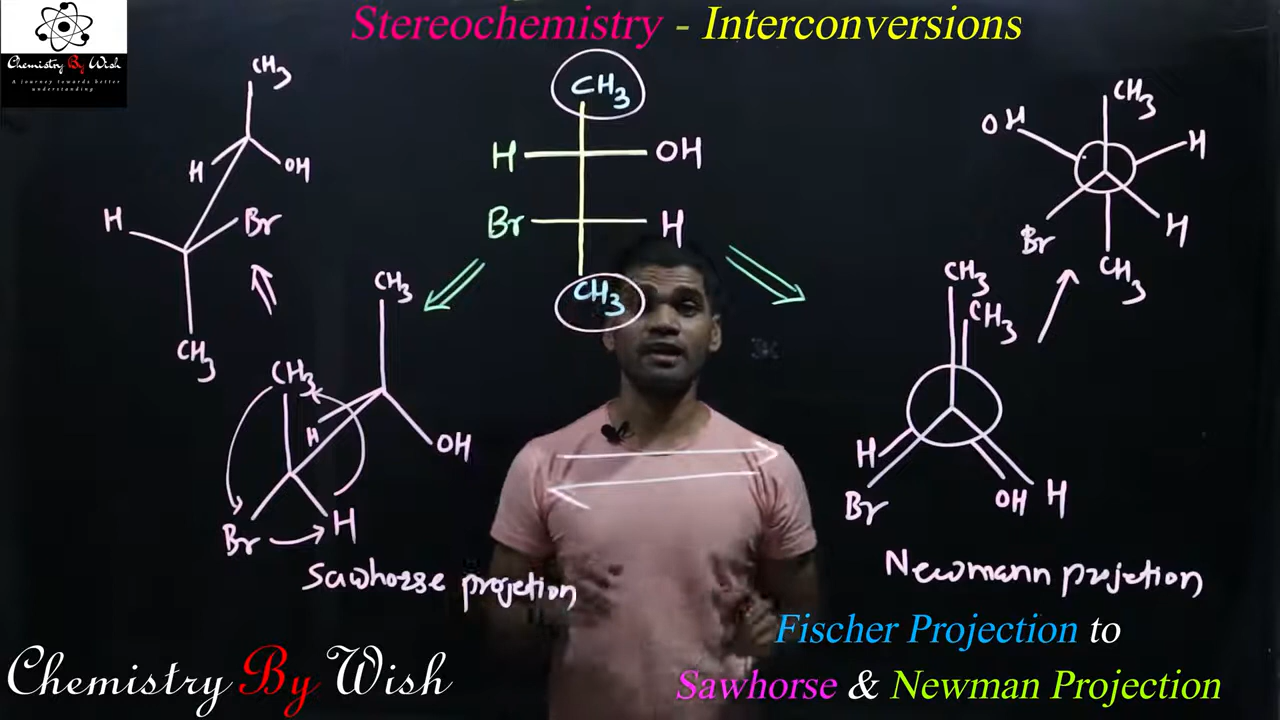 Stereochemistry - Interconversions
Chemistry By Wish
A journey towards better
understanding
CH3
H
OH
H
Br
CH3
CH3
H
OH
Br
H
CH3
CH3
OH
H
Br
H
CH3
CH3
CH3
H
OH
Br
H
Sawhorse projetion
CH3
CH3
H
Br
OH
H
Newmann projetion
Fischer Projection to
Sawhorse & Newman Projection
Chemistry By Wish